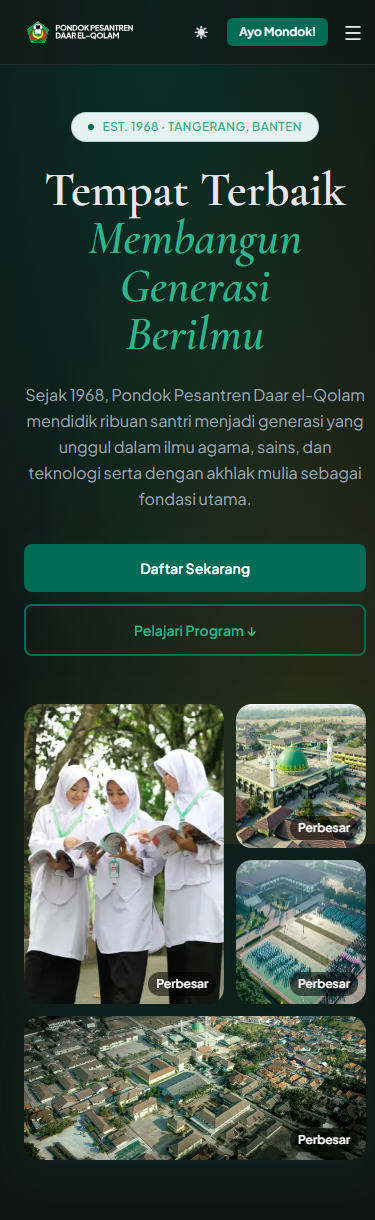 PONDOK PESANTREN
DAAR EL-QOLAM
Ayo Mondok!
EST. 1968 · TANGERANG, BANTEN
Tempat Terbaik
Membangun
Generasi
Berilmu
Sejak 1968, Pondok Pesantren Daar el-Qolam
mendidik ribuan santri menjadi generasi yang
unggul dalam ilmu agama, sains, dan
teknologi serta dengan akhlak mulia sebagai
fondasi utama.
Daftar Sekarang
Pelajari Program ↓
Perbesar
Perbesar
Perbesar
Perbesar